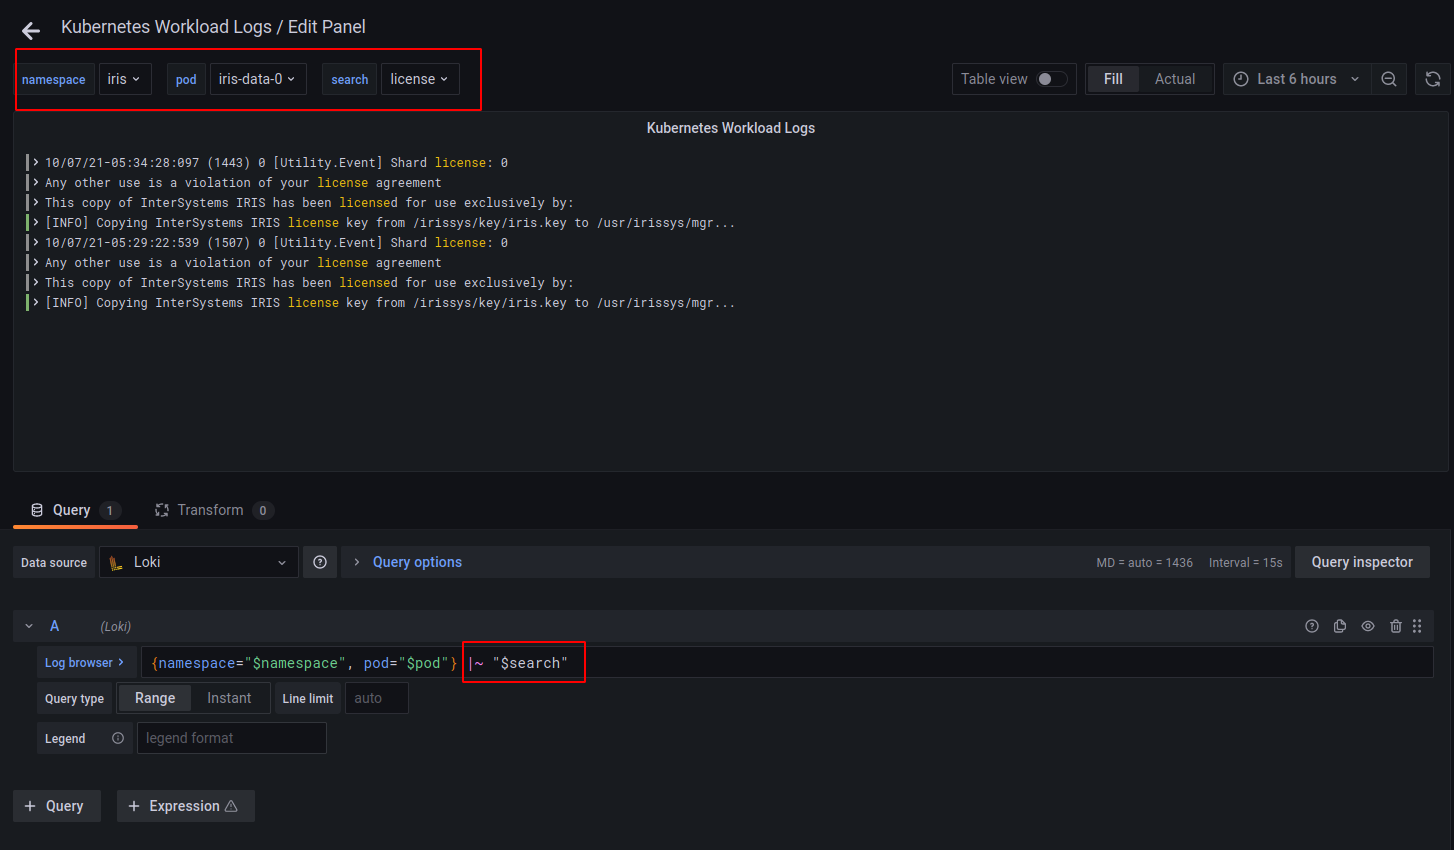 Kubernetes Workload Logs / Edit Panel
namespace iris pod iris-data-0 search license Table view Fill Actual Last 6 hours
Kubernetes Workload Logs
10/07/21-05:34:28:097 (1443) 0 [Utility.Event] Shard license: 0
Any other use is a violation of your license agreement
This copy of InterSystems IRIS has been licensed for use exclusively by:
[INFO] Copying InterSystems IRIS license key from /irissys/key/iris.key to /usr/irissys/mgr...
10/07/21-05:29:22:539 (1507) 0 [Utility.Event] Shard license: 0
Any other use is a violation of your license agreement
This copy of InterSystems IRIS has been licensed for use exclusively by:
[INFO] Copying InterSystems IRIS license key from /irissys/key/iris.key to /usr/irissys/mgr...
Query 1 Transform 0
Data source Loki Query options MD = auto = 1436 Interval = 15s Query inspector
A (Loki)
Log browser {namespace="$namespace", pod="$pod"} |~ "$search"
Query type Range Instant Line limit auto
Legend legend format
+ Query + Expression